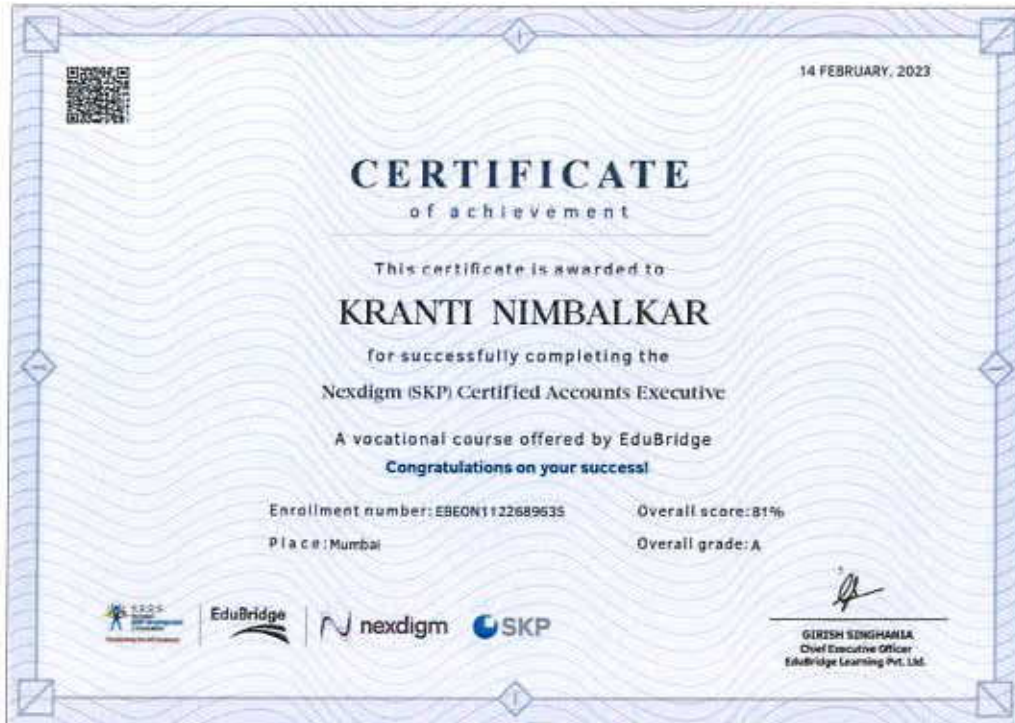 14 FEBRUARY, 2023
CERTIFICATE
of achievement
This certificate is awarded to
KRANTI NIMBALKAR
for successfully completing the
Nexdigm (SKP) Certified Accounts Executive
A vocational course offered by EduBridge
Congratulations on your success!
Enrollment number: EBEON1122689635
Overall score: 81%
Place: Mumbai
Overall grade: A
N·S·D·C
EduBridge
nexdigm
SKP
GIRISH SINGHANIA
Chief Executive Officer
EduBridge Learning Pvt. Ltd.